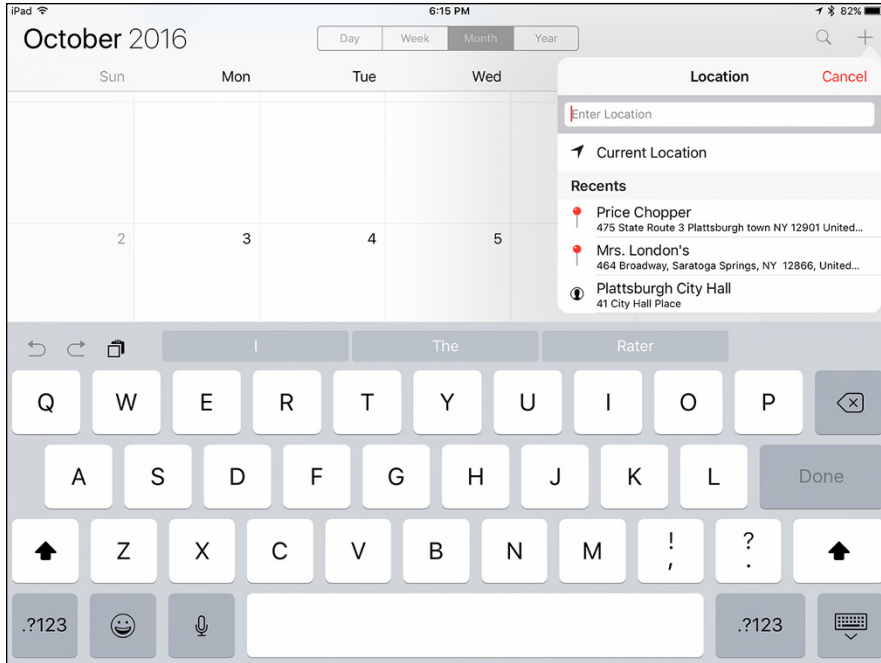 iPad 6:15 PM 82%
October 2016 Day Week Month Year
Sun Mon Tue Wed
Location Cancel
Enter Location
Current Location
Recents
Price Chopper
475 State Route 3 Plattsburgh town NY 12901 United...
Mrs. London's
464 Broadway, Saratoga Springs, NY 12866, United...
Plattsburgh City Hall
41 City Hall Place
2 3 4 5
I The Rater
Q W E R T Y U I O P
A S D F G H J K L Done
Z X C V B N M ! , ? .
.?123 .?123